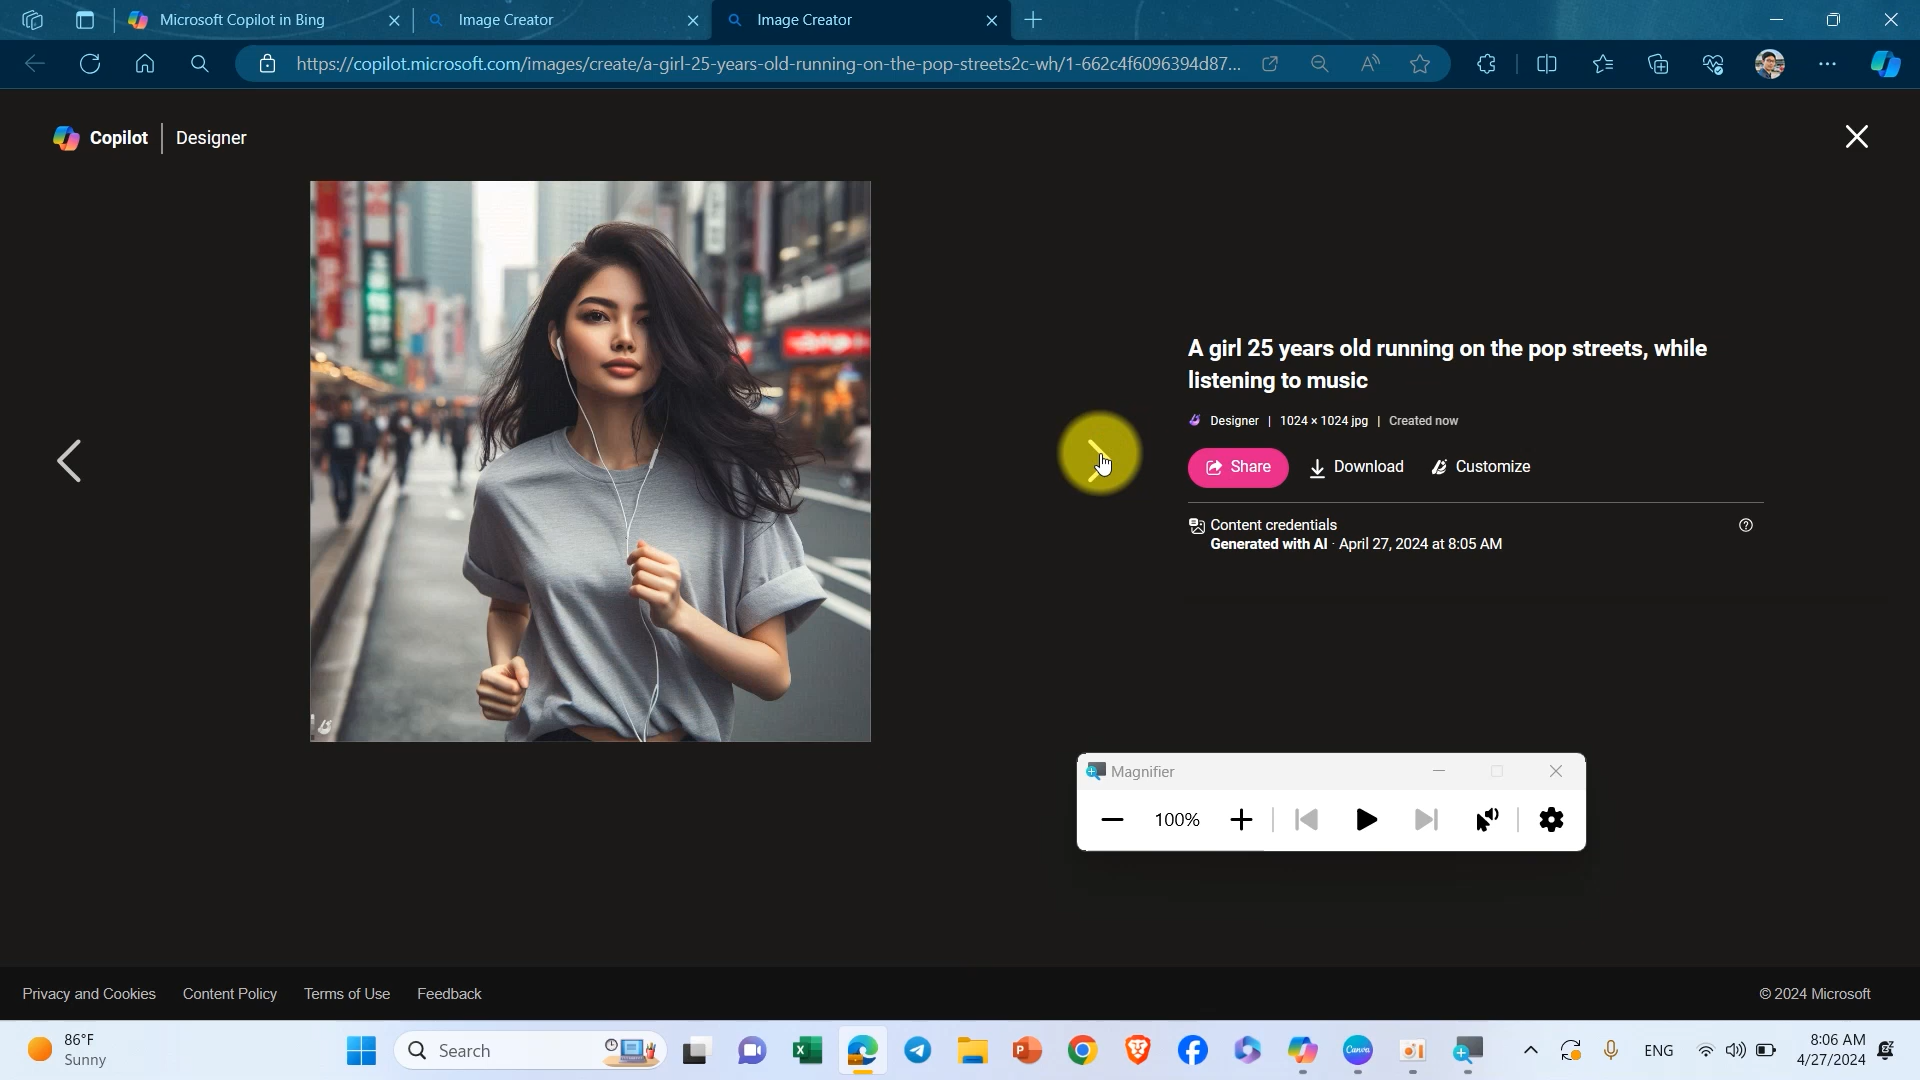 Microsoft Copilot in Bing
Image Creator
Image Creator
https://copilot.microsoft.com/images/create/a-girl-25-years-old-running-on-the-pop-streets2c-wh/1-662c4f6096394d87...
Copilot
Designer
A girl 25 years old running on the pop streets, while
listening to music
Designer | 1024 × 1024 jpg | Created now
Share
Download
Customize
Content credentials
Generated with AI · April 27, 2024 at 8:05 AM
Magnifier
100%
Privacy and Cookies
Content Policy
Terms of Use
Feedback
© 2024 Microsoft
86°F
Sunny
Search
Canva
ENG
8:06 AM
4/27/2024